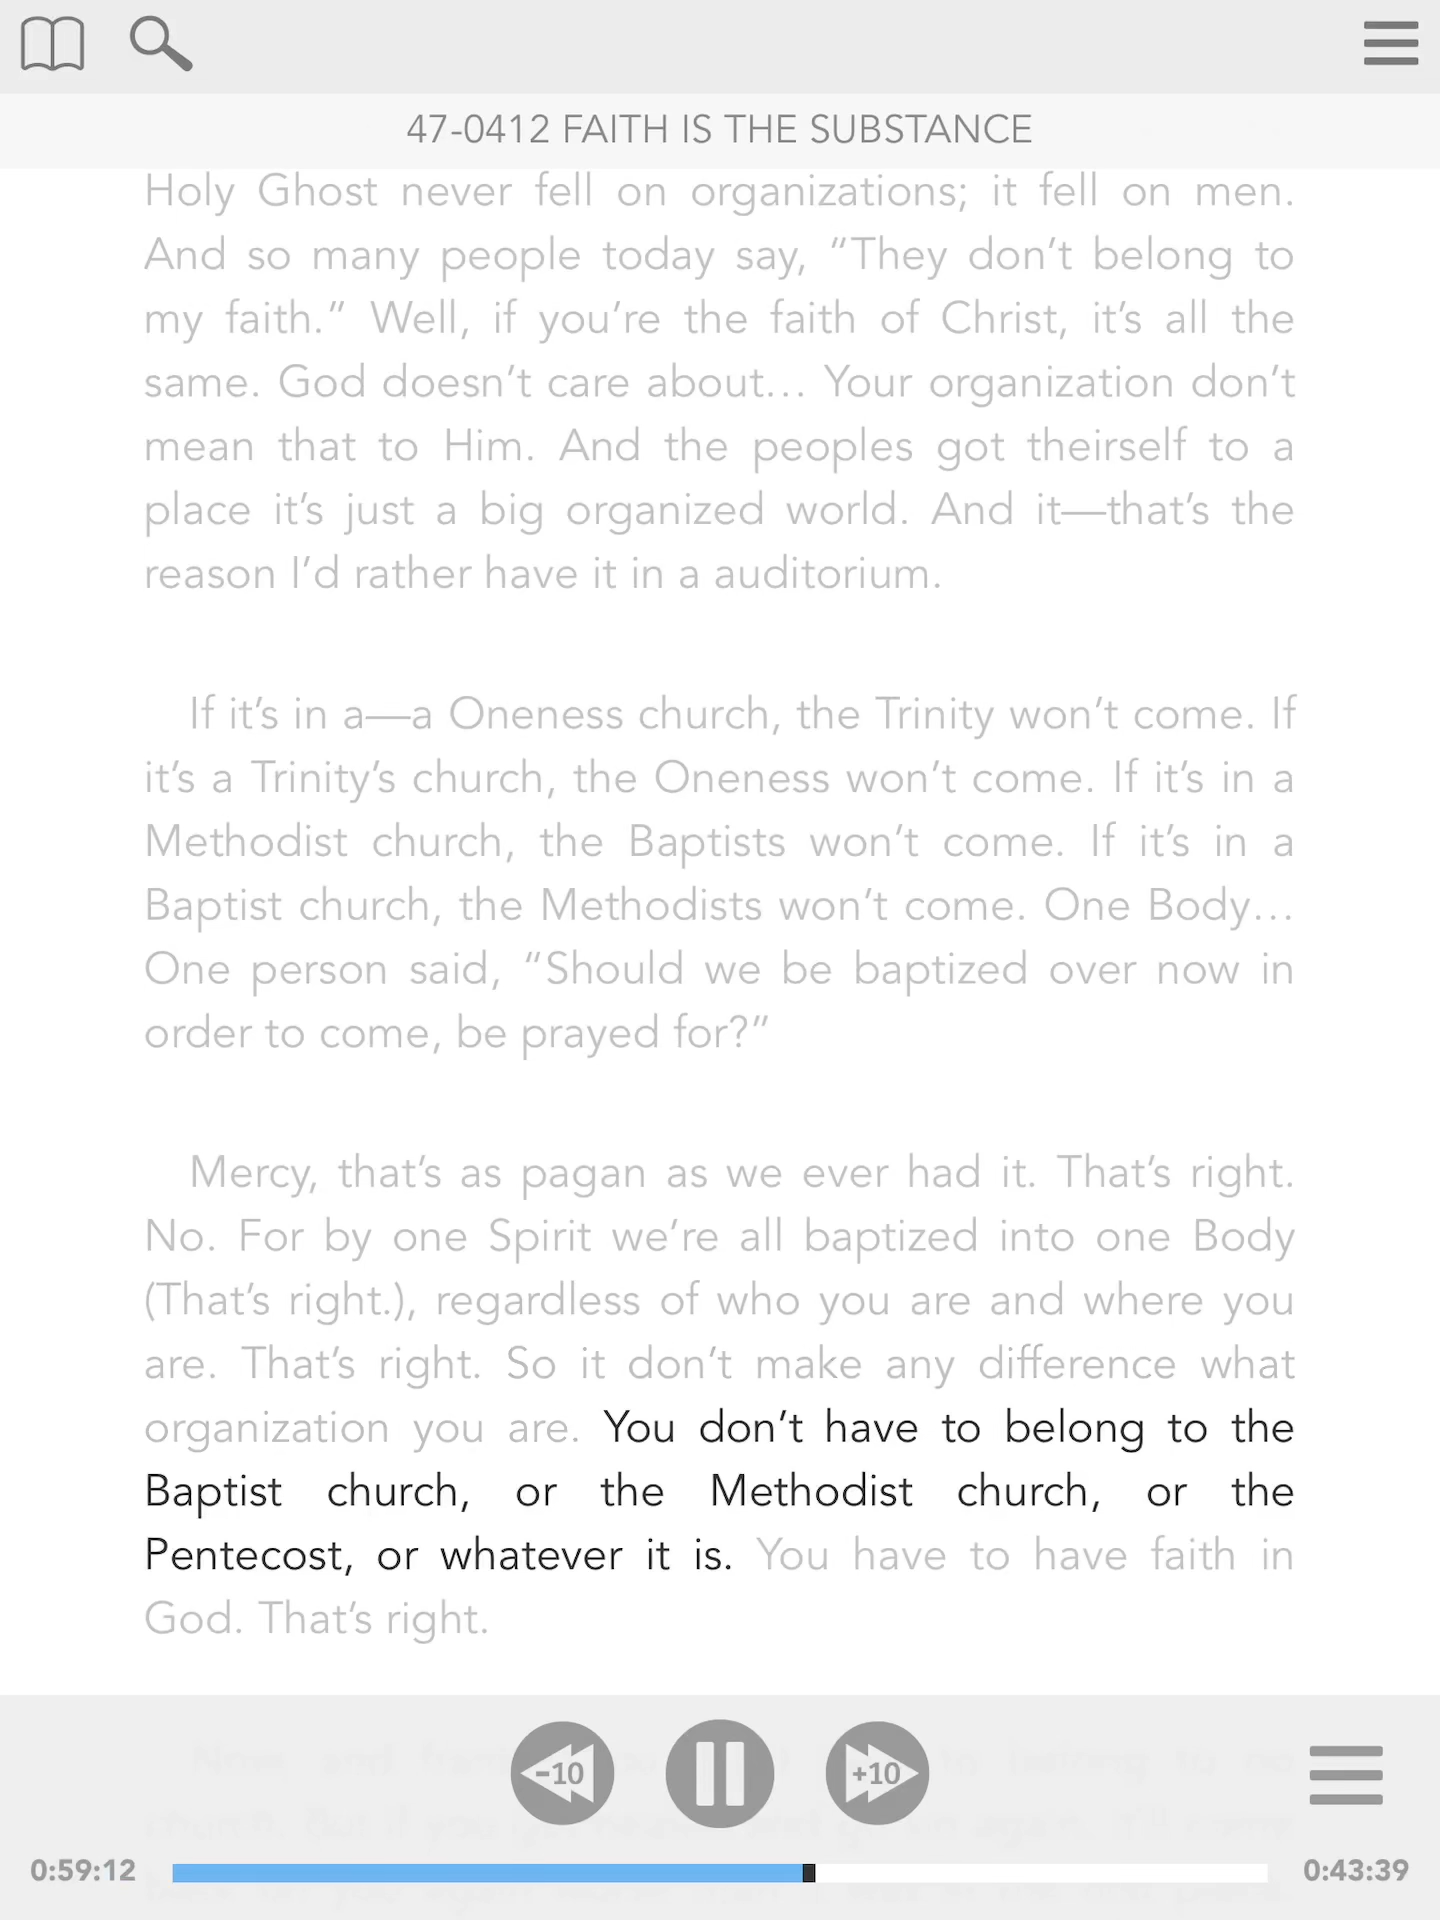 47-0412 FAITH IS THE SUBSTANCE
Holy Ghost never fell on organizations; it fell on men.
And so many people today say, “They don’t belong to
my faith.” Well, if you’re the faith of Christ, it’s all the
same. God doesn’t care about… Your organization don’t
mean that to Him. And the peoples got theirself to a
place it’s just a big organized world. And it—that’s the
reason I’d rather have it in a auditorium.
If it’s in a—a Oneness church, the Trinity won’t come. If
it’s a Trinity’s church, the Oneness won’t come. If it’s in a
Methodist church, the Baptists won’t come. If it’s in a
Baptist church, the Methodists won’t come. One Body…
One person said, “Should we be baptized over now in
order to come, be prayed for?”
Mercy, that’s as pagan as we ever had it. That’s right.
No. For by one Spirit we’re all baptized into one Body
(That’s right.), regardless of who you are and where you
are. That’s right. So it don’t make any difference what
organization you are. You don’t have to belong to the
Baptist church, or the Methodist church, or the
Pentecost, or whatever it is. You have to have faith in
God. That’s right.
-10 +10
0:59:12 0:43:39